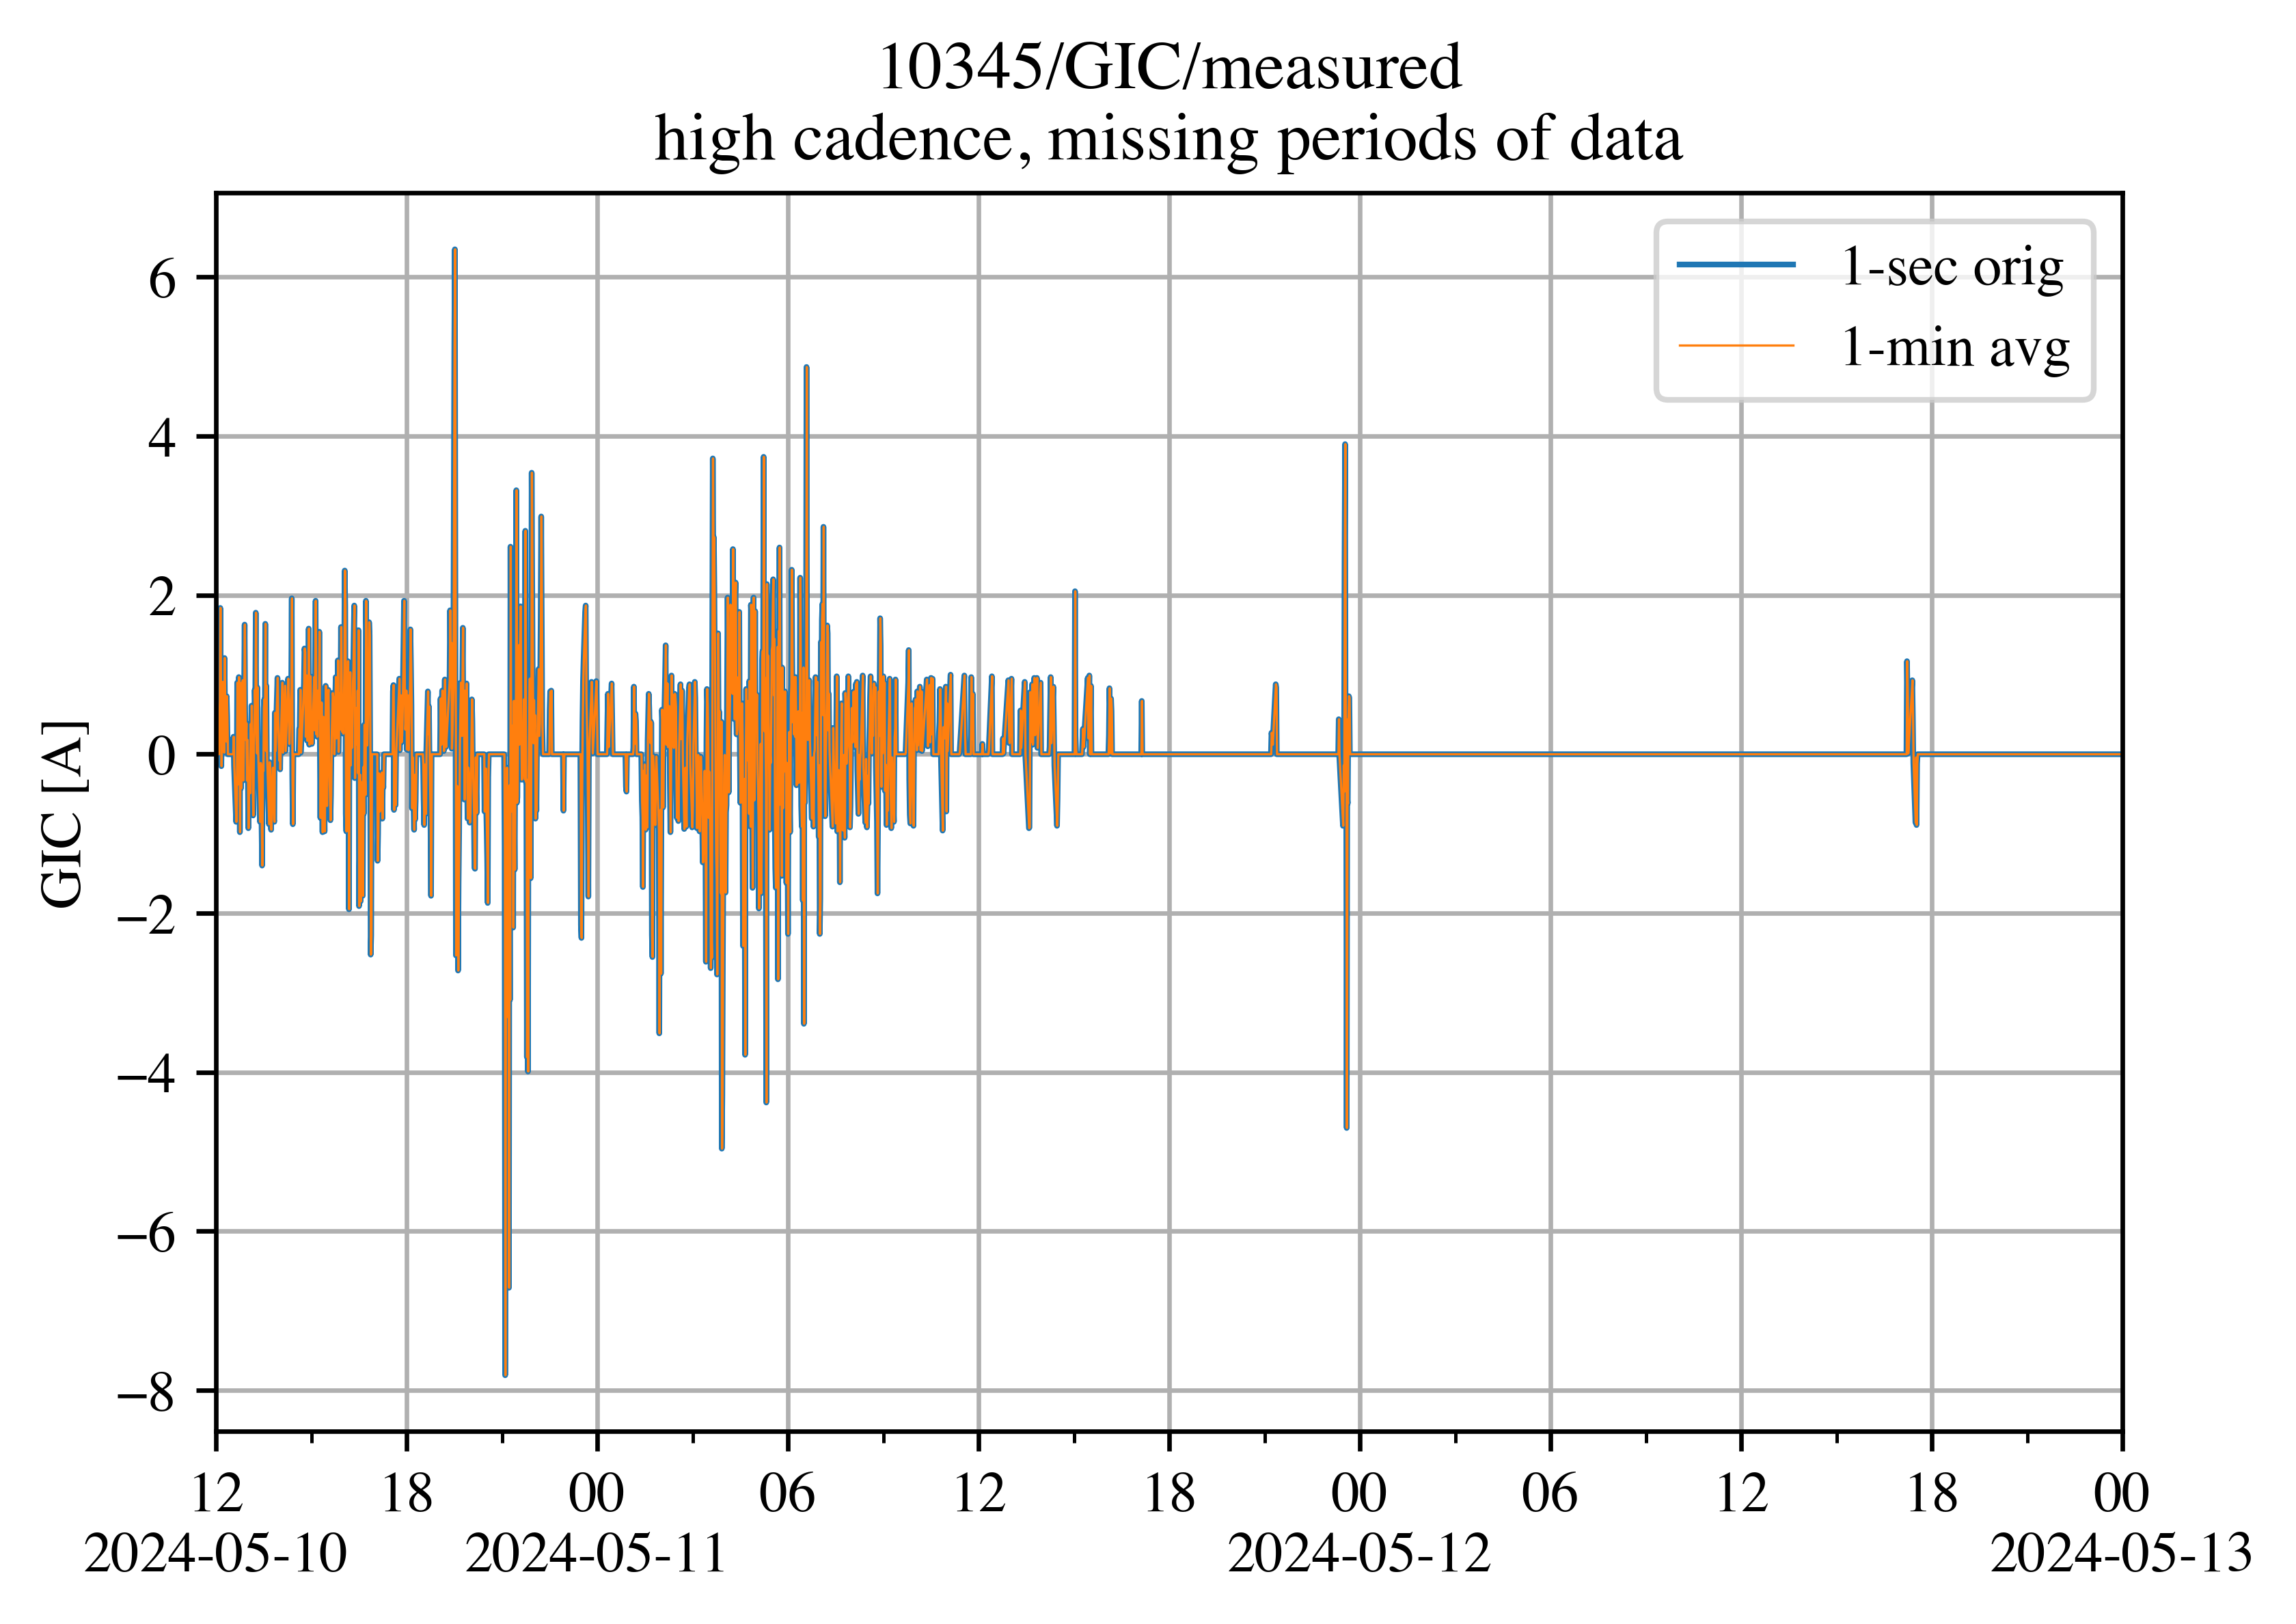 10345/GIC/measured
high cadence, missing periods of data
1-sec orig
1-min avg
GIC [A]
6
4
2
0
−2
−4
−6
−8
12 18 00 06 12 18 00 06 12 18 00
2024-05-10 2024-05-11 2024-05-12 2024-05-13